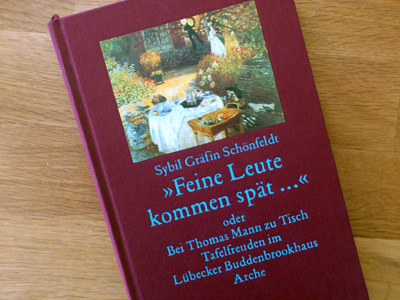 Sybil Gräfin Schönfeldt
»Feine Leute
kommen spät ...«
oder
Bei Thomas Mann zu Tisch
Tafelfreuden im
Lübecker Buddenbrookhaus
Arche